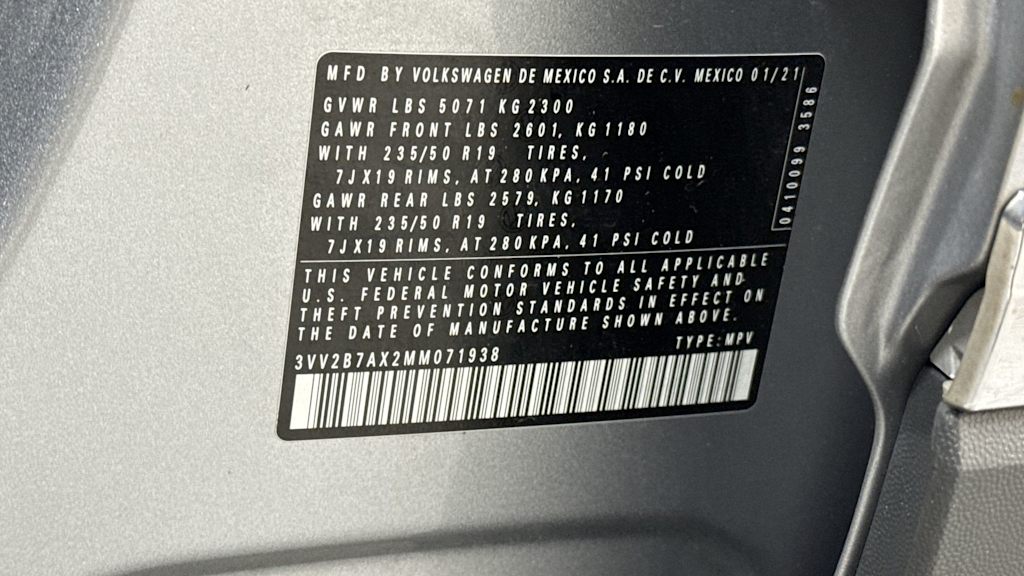 MFD BY VOLKSWAGEN DE MEXICO S.A. DE C.V. MEXICO 01/21
GVWR LBS 5071 KG 2300
GAWR FRONT LBS 2601, KG 1180
WITH 235/50 R19 TIRES,
7JX19 RIMS, AT 280 KPA, 41 PSI COLD
GAWR REAR LBS 2579, KG 1170
WITH 235/50 R19 TIRES,
7JX19 RIMS, AT 280 KPA, 41 PSI COLD
0410099 3586
THIS VEHICLE CONFORMS TO ALL APPLICABLE
U.S. FEDERAL MOTOR VEHICLE SAFETY AND
THEFT PREVENTION STANDARDS IN EFFECT ON
THE DATE OF MANUFACTURE SHOWN ABOVE.
3VV2B7AX2MM071938
TYPE: MPV